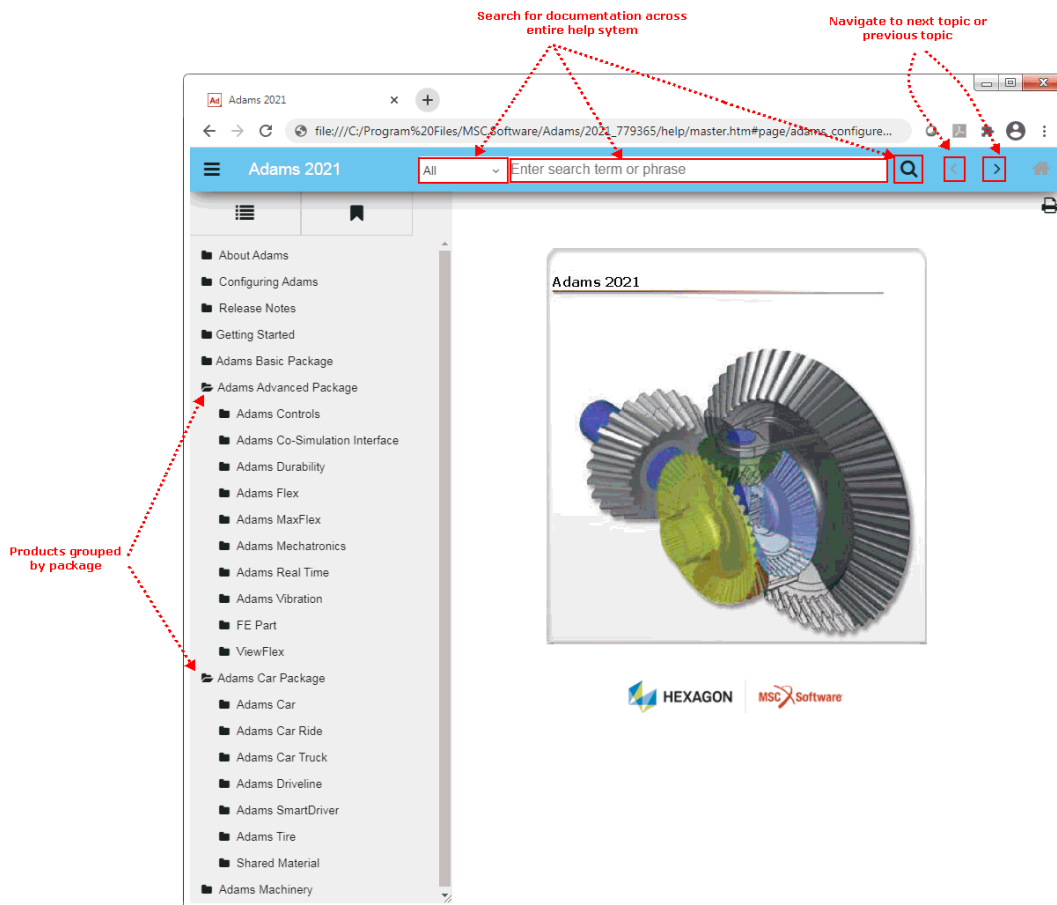 Search for documentation across
entire help sytem
Navigate to next topic or
previous topic
Ad Adams 2021
file:///C:/Program%20Files/MSC.Software/Adams/2021_779365/help/master.htm#page/adams_configure...
Adams 2021
All
Enter search term or phrase
About Adams
Configuring Adams
Release Notes
Getting Started
Adams Basic Package
Adams Advanced Package
Adams Controls
Adams Co-Simulation Interface
Adams Durability
Adams Flex
Adams MaxFlex
Adams Mechatronics
Adams Real Time
Adams Vibration
FE Part
ViewFlex
Adams Car Package
Adams Car
Adams Car Ride
Adams Car Truck
Adams Driveline
Adams SmartDriver
Adams Tire
Shared Material
Adams Machinery
Products grouped
by package
Adams 2021
HEXAGON
MSC Software